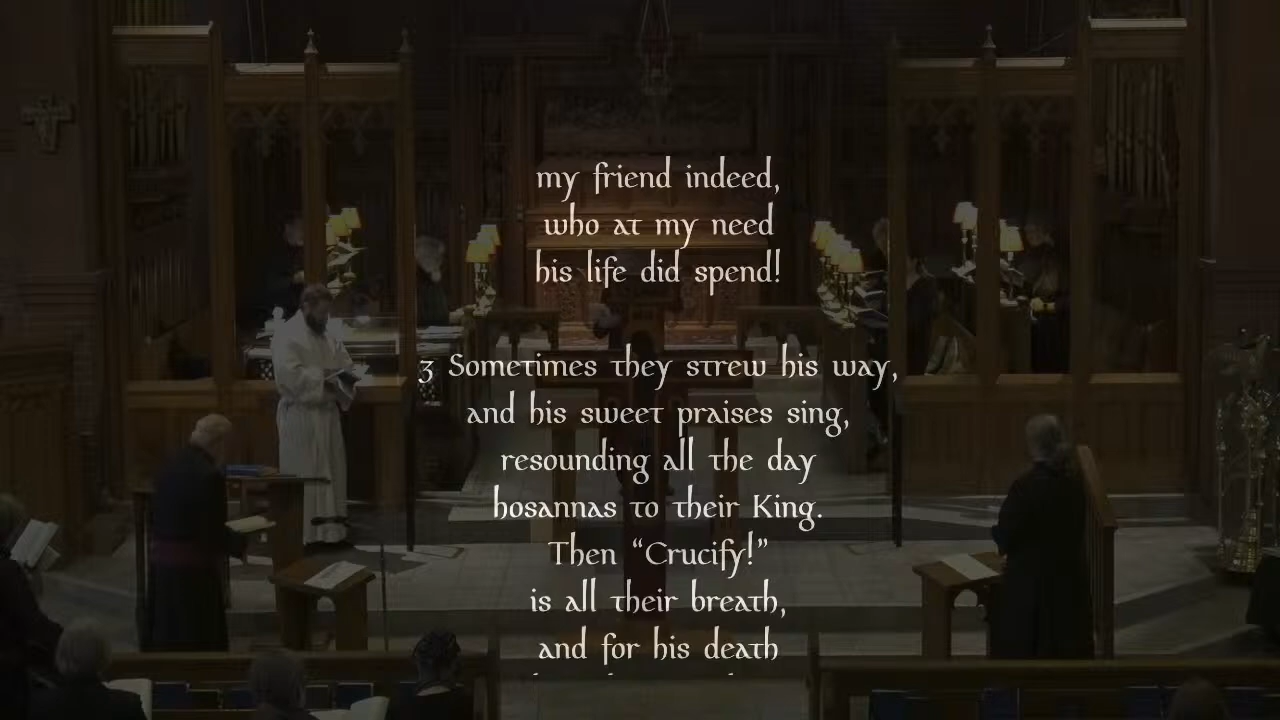 my friend indeed,
who at my need
his life did spend!
3 Sometimes they strew his way,
and his sweet praises sing,
resounding all the day
hosannas to their King.
Then “Crucify!”
is all their breath,
and for his death